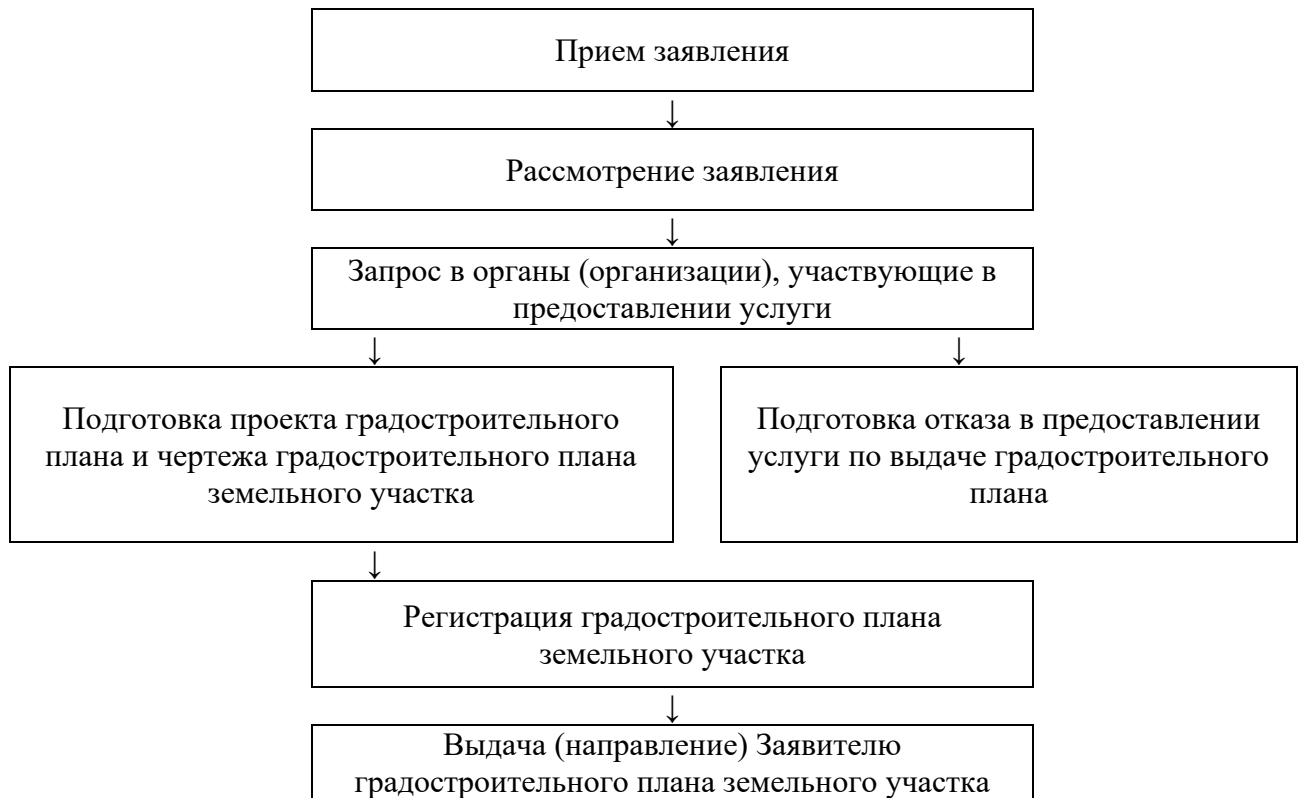 Прием заявления
↓
Рассмотрение заявления
↓
Запрос в органы (организации), участвующие в
предоставлении услуги
↓ ↓
Подготовка проекта градостроительного
плана и чертежа градостроительного плана
земельного участка
Подготовка отказа в предоставлении
услуги по выдаче градостроительного
плана
↓
Регистрация градостроительного плана
земельного участка
↓
Выдача (направление) Заявителю
градостроительного плана земельного участка